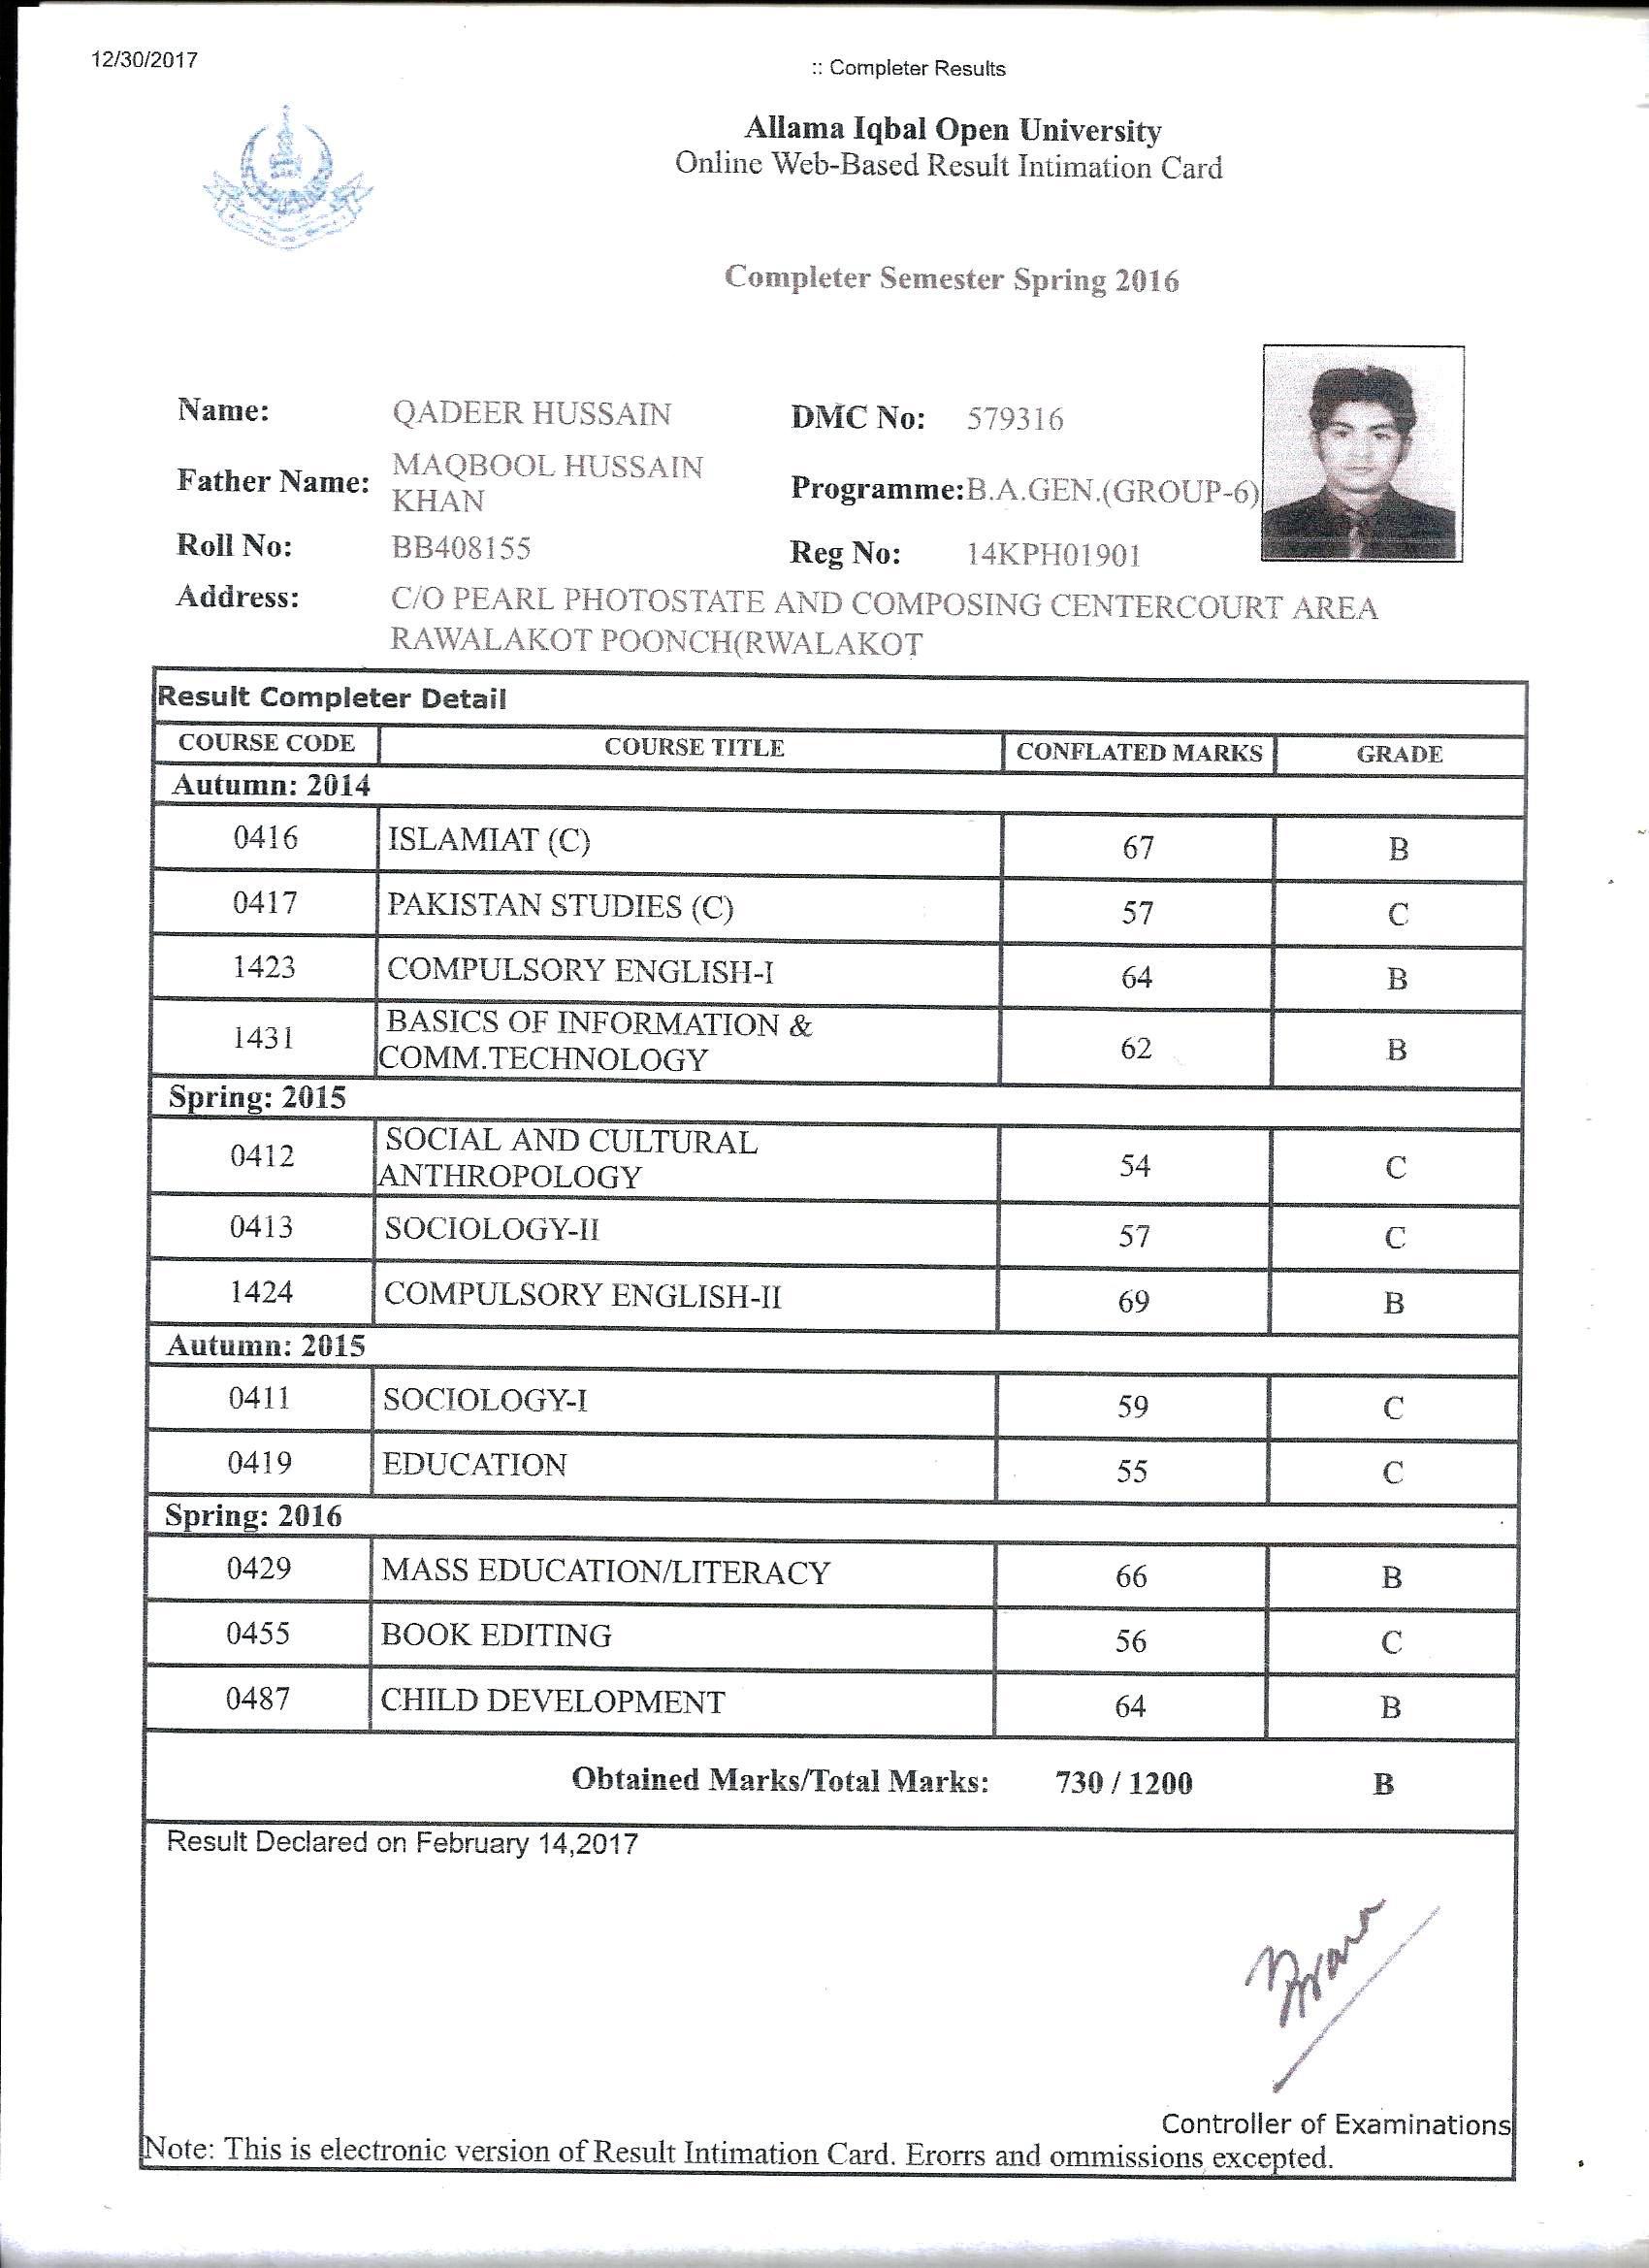 12/30/2017
:: Completer Results
Allama Iqbal Open University
Online Web-Based Result Intimation Card
Completer Semester Spring 2016
Name: QADEER HUSSAIN DMC No: 579316
Father Name: MAQBOOL HUSSAIN KHAN Programme:B.A.GEN.(GROUP-6)
Roll No: BB408155 Reg No: 14KPH01901
Address: C/O PEARL PHOTOSTATE AND COMPOSING CENTERCOURT AREA
RAWALAKOT POONCH(RWALAKOT
Result Completer Detail
COURSE CODE COURSE TITLE CONFLATED MARKS GRADE
Autumn: 2014
0416 ISLAMIAT (C) 67 B
0417 PAKISTAN STUDIES (C) 57 C
1423 COMPULSORY ENGLISH-I 64 B
1431 BASICS OF INFORMATION & COMM.TECHNOLOGY 62 B
Spring: 2015
0412 SOCIAL AND CULTURAL ANTHROPOLOGY 54 C
0413 SOCIOLOGY-II 57 C
1424 COMPULSORY ENGLISH-II 69 B
Autumn: 2015
0411 SOCIOLOGY-I 59 C
0419 EDUCATION 55 C
Spring: 2016
0429 MASS EDUCATION/LITERACY 66 B
0455 BOOK EDITING 56 C
0487 CHILD DEVELOPMENT 64 B
Obtained Marks/Total Marks: 730 / 1200 B
Result Declared on February 14,2017
Controller of Examinations
Note: This is electronic version of Result Intimation Card. Erorrs and ommissions excepted.